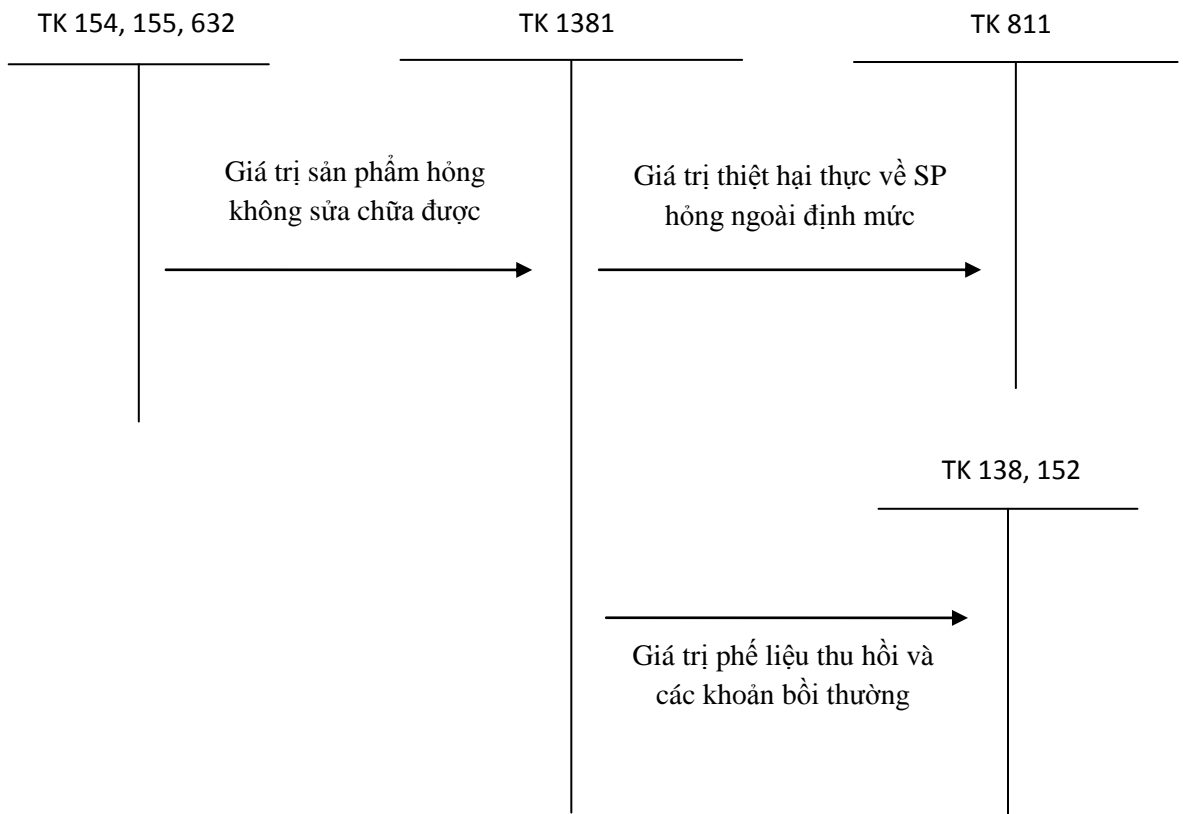 TK 154, 155, 632
TK 1381
TK 811
Giá trị sản phẩm hỏng
không sửa chữa được
Giá trị thiệt hại thực về SP
hỏng ngoài định mức
TK 138, 152
Giá trị phế liệu thu hồi và
các khoản bồi thường